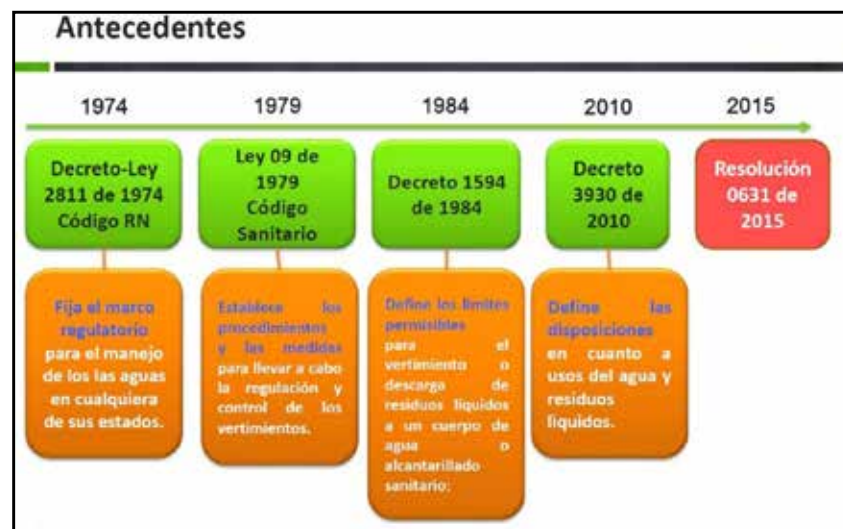 Antecedentes
1974
1979
1984
2010
2015
Decreto-Ley
2811 de 1974
Código RN
Ley 09 de
1979
Código
Sanitario
Decreto 1594
de 1984
Decreto
3930 de
2010
Resolución
0631 de
2015
Fija el marco
regulatorio
para el manejo
de los las aguas
en cualquiera
de sus estados.
Establece los
procedimientos
y las medidas
para llevar a cabo
la regulación y
control de los
vertimientos.
Define los limites
permisibles
para el
vertimiento o
descarga de
residuos líquidos
a un cuerpo de
agua o
alcantarillado
sanitario;
Define las
disposiciones
en cuanto a
usos del agua y
residuos
líquidos.